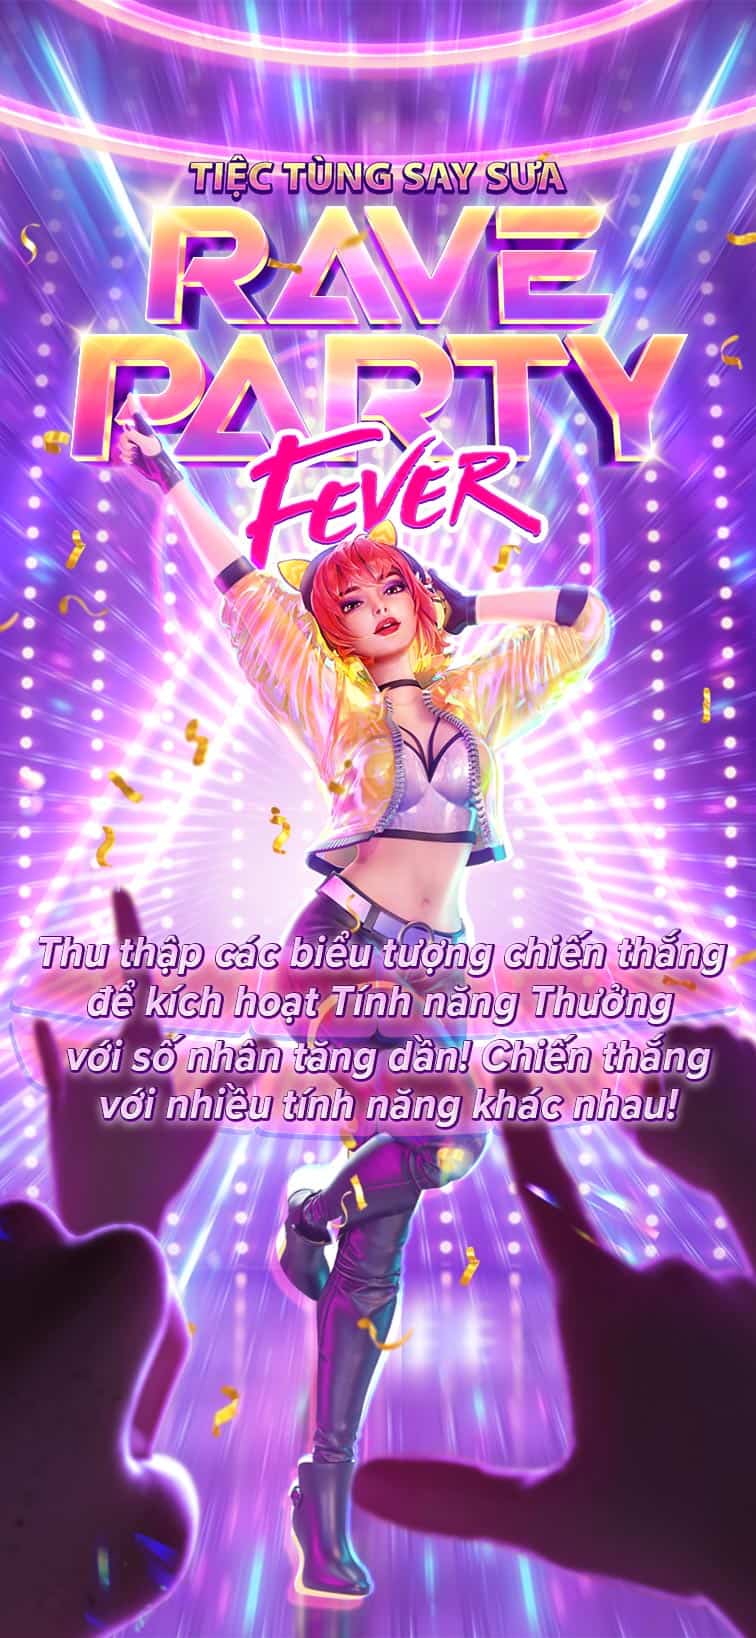 TIỆC TÙNG SAY SƯA
RAVE
PARTY
FEVER
Thu thập các biểu tượng chiến thắng
để kích hoạt Tính năng Thưởng
với số nhân tăng dần! Chiến thắng
với nhiều tính năng khác nhau!